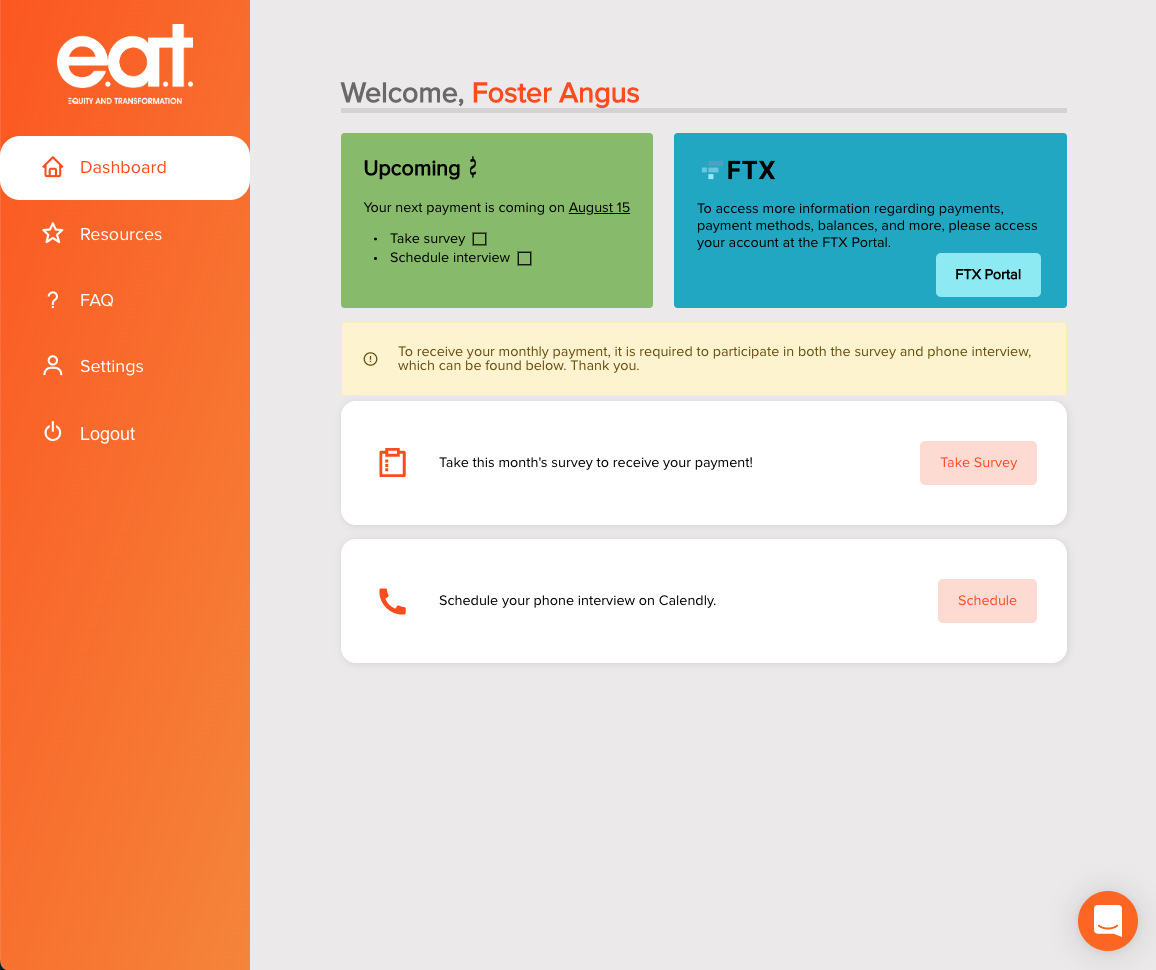 e.a.t.
EQUITY AND TRANSFORMATION
Dashboard
Resources
FAQ
Settings
Logout
Welcome, Foster Angus
Upcoming
Your next payment is coming on August 15
• Take survey
• Schedule interview
FTX
To access more information regarding payments,
payment methods, balances, and more, please access
your account at the FTX Portal.
FTX Portal
To receive your monthly payment, it is required to participate in both the survey and phone interview,
which can be found below. Thank you.
Take this month's survey to receive your payment!
Take Survey
Schedule your phone interview on Calendly.
Schedule